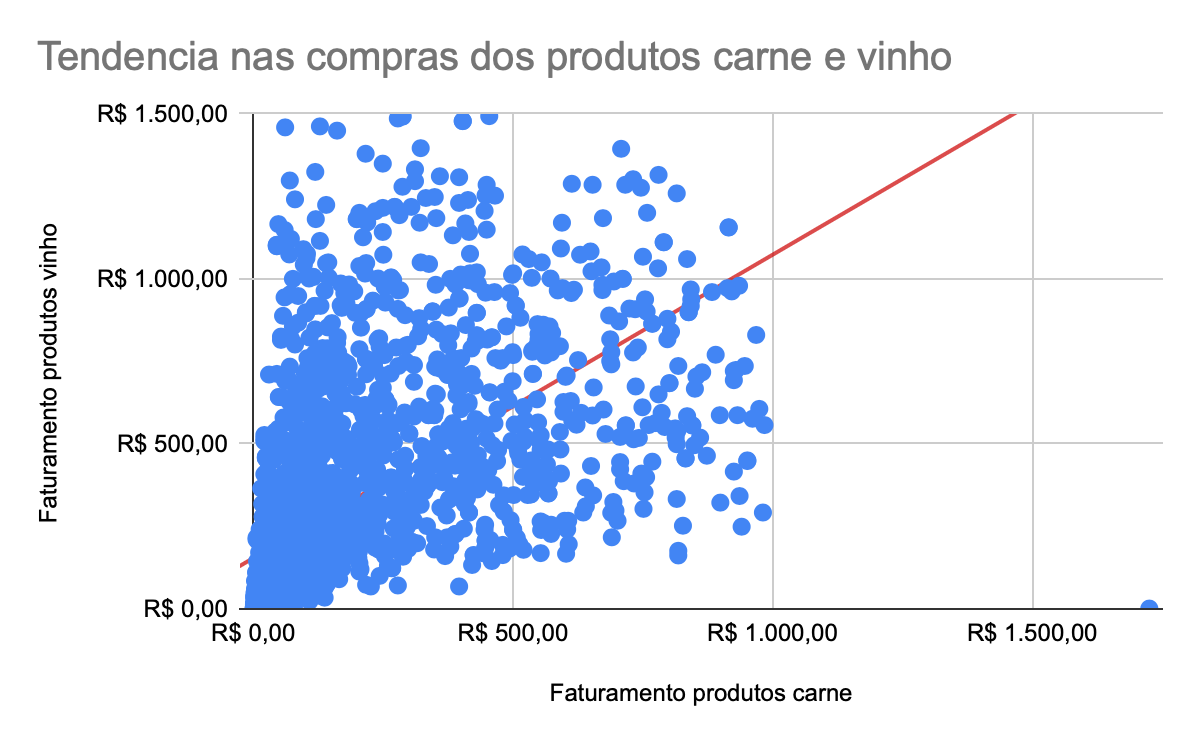 Tendencia nas compras dos produtos carne e vinho
R$ 1.500,00
R$ 1.000,00
R$ 500,00
R$ 0,00
Faturamento produtos vinho
R$ 0,00
R$ 500,00
R$ 1.000,00
R$ 1.500,00
Faturamento produtos carne